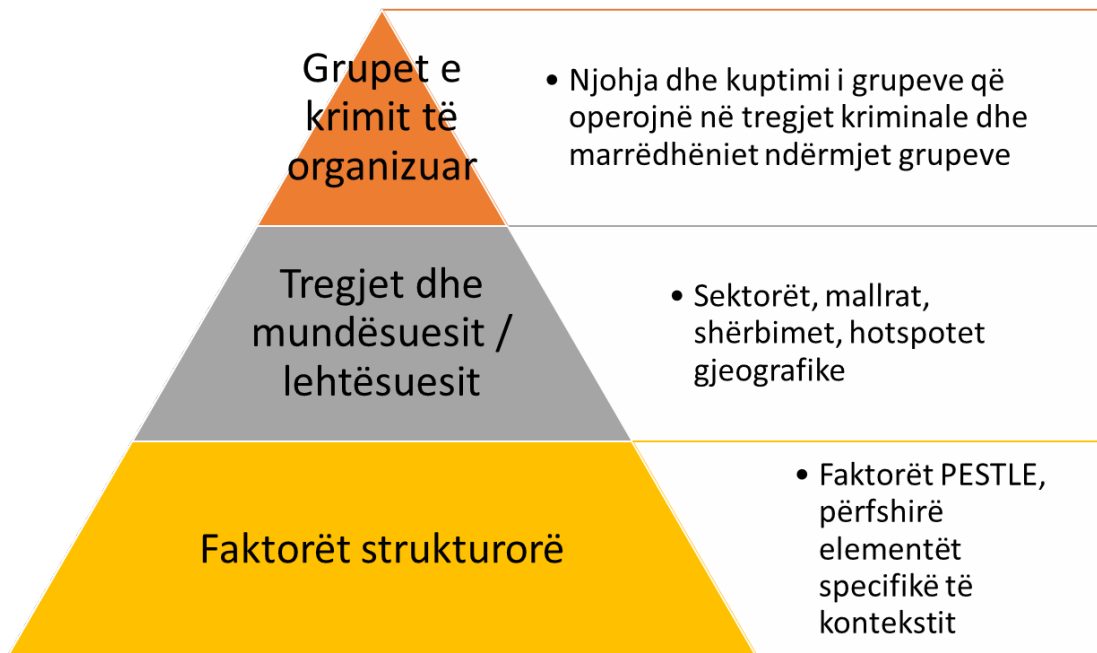 Grupet e
krimit të
organizuar
• Njohja dhe kuptimi i grupeve që
operojnë në tregjet kriminale dhe
marrëdhëniet ndërmjet grupeve
Tregjet dhe
mundësuesit /
lehtësuesit
• Sektorët, mallrat,
shërbimet, hotspotet
gjeografike
Faktorët strukturorë
• Faktorët PESTLE,
përfshirë
elementët
specifikë të
kontekstit